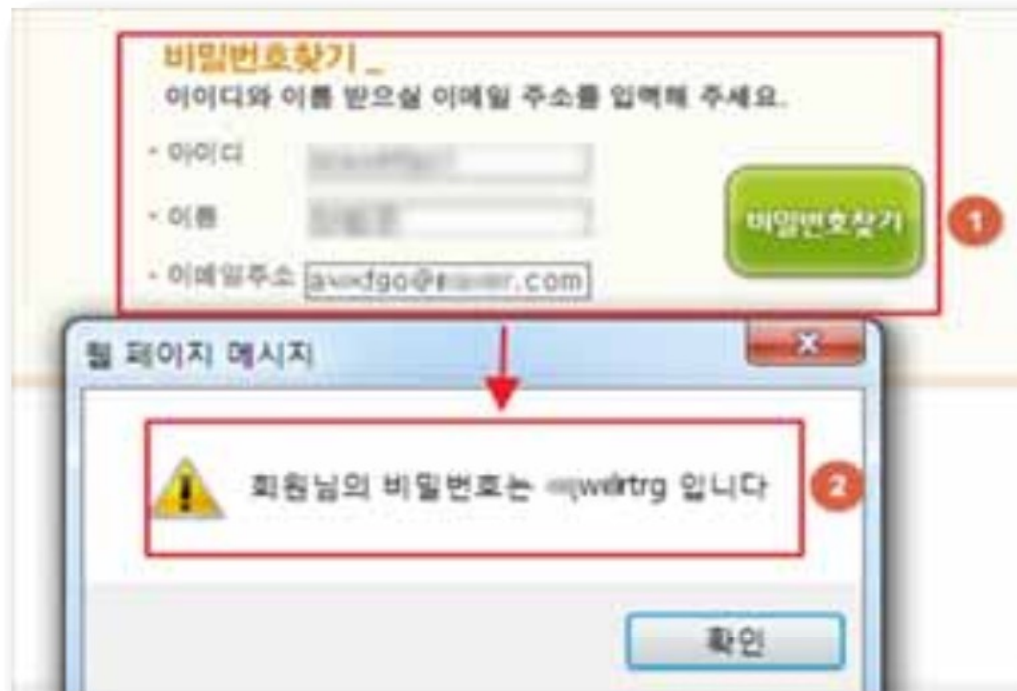 비밀번호찾기 _
아이디와 이름 받으실 이메일 주소를 입력해 주세요.
· 아이디
· 이름
비밀번호찾기
1
· 이메일주소
웹 페이지 메시지
회원님의 비밀번호는 입니다
2
확인